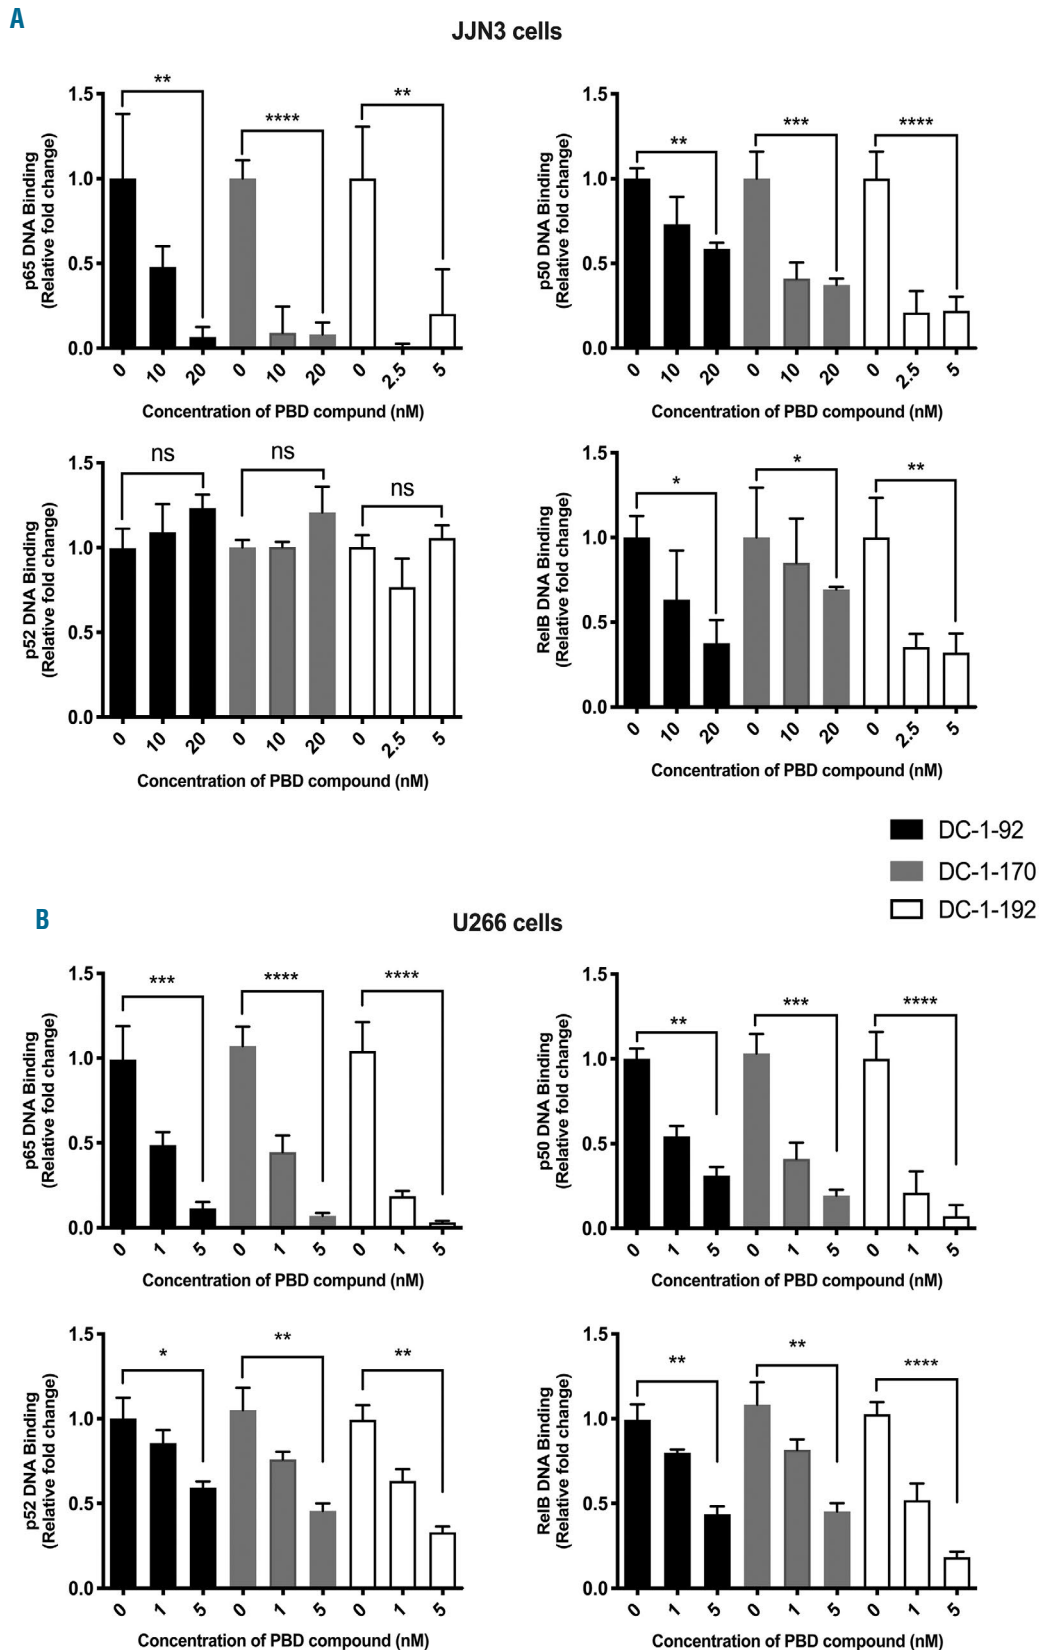 A
JJN3 cells
p65 DNA Binding
(Relative fold change)
1.5
1.0
0.5
0.0
**
****
**
0 10 20 0 10 20 0 2.5 5
Concentration of PBD compund (nM)
p50 DNA Binding
(Relative fold change)
1.5
1.0
0.5
0.0
**
***
****
0 10 20 0 10 20 0 2.5 5
Concentration of PBD compund (nM)
p52 DNA Binding
(Relative fold change)
1.5
1.0
0.5
0.0
ns
ns
ns
0 10 20 0 10 20 0 2.5 5
Concentration of PBD compound (nM)
RelB DNA Binding
(Relative fold change)
1.5
1.0
0.5
0.0
*
*
**
0 10 20 0 10 20 0 2.5 5
Concentration of PBD compound (nM)
DC-1-92
DC-1-170
DC-1-192
B
U266 cells
p65 DNA Binding
(Relative fold change)
1.5
1.0
0.5
0.0
***
****
****
0 1 5 0 1 5 0 1 5
Concentration of PBD compund (nM)
p50 DNA Binding
(Relative fold change)
1.5
1.0
0.5
0.0
**
***
****
0 1 5 0 1 5 0 1 5
Concentration of PBD compund (nM)
p52 DNA Binding
(Relative fold change)
1.5
1.0
0.5
0.0
*
**
**
0 1 5 0 1 5 0 1 5
Concentration of PBD compound (nM)
RelB DNA Binding
(Relative fold change)
1.5
1.0
0.5
0.0
**
**
****
0 1 5 0 1 5 0 1 5
Concentration of PBD compound (nM)